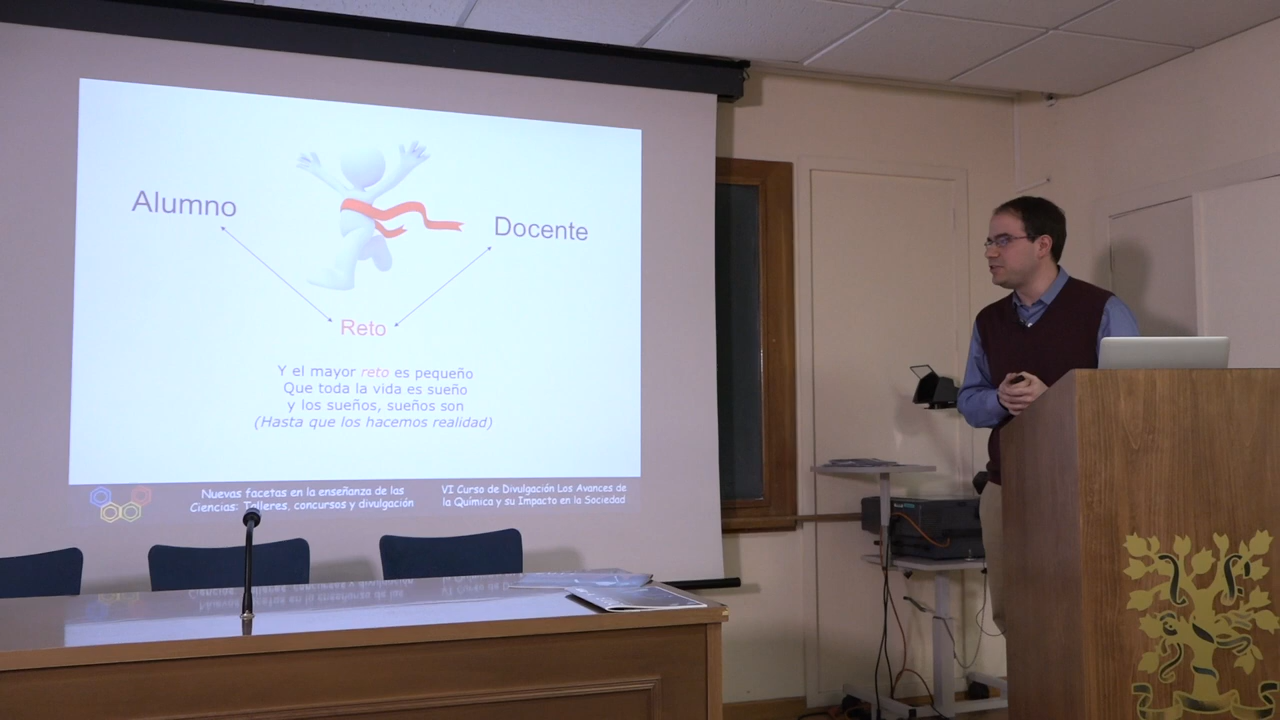 Alumno
Docente
Reto
Y el mayor reto es pequeño
Que toda la vida es sueño
y los sueños, sueños son
(Hasta que los hacemos realidad)
Nuevas facetas en la enseñanza de las
Ciencias: Talleres, concursos y divulgación
VI Curso de Divulgación Los Avances de
la Química y su Impacto en la Sociedad